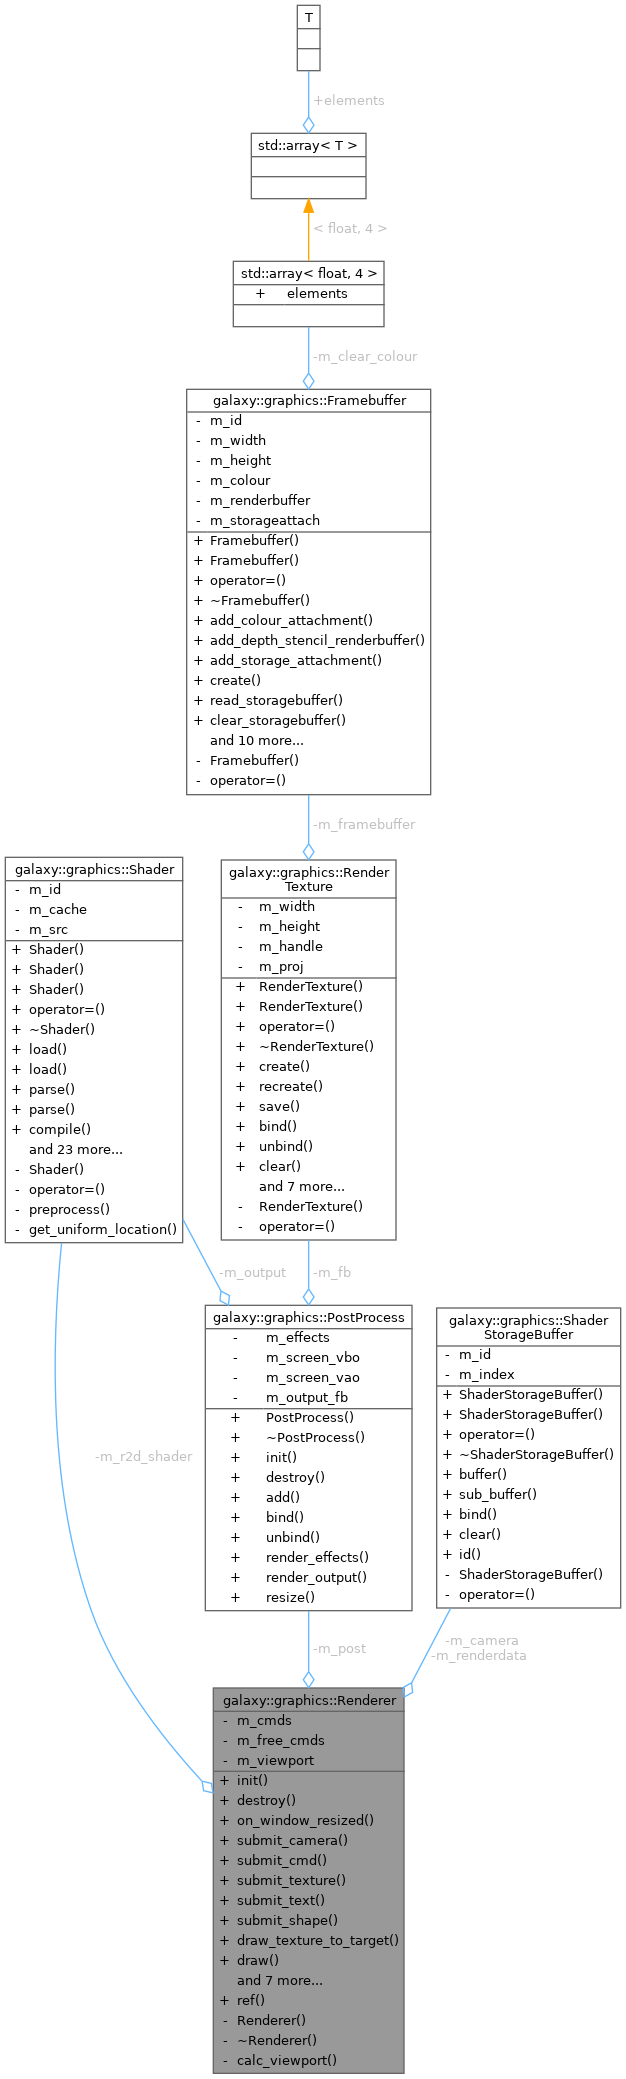 T
+elements
std::array< T >
< float, 4 >
std::array< float, 4 >
+ elements
-m_clear_colour
galaxy::graphics::Framebuffer
- m_id
- m_width
- m_height
- m_colour
- m_renderbuffer
- m_storageattach
+ Framebuffer()
+ Framebuffer()
+ operator=()
+ ~Framebuffer()
+ add_colour_attachment()
+ add_depth_stencil_renderbuffer()
+ add_storage_attachment()
+ create()
+ read_storagebuffer()
+ clear_storagebuffer()
and 10 more...
- Framebuffer()
- operator=()
-m_framebuffer
galaxy::graphics::Shader
- m_id
- m_cache
- m_src
+ Shader()
+ Shader()
+ Shader()
+ operator=()
+ ~Shader()
+ load()
+ load()
+ parse()
+ parse()
+ compile()
and 23 more...
- Shader()
- operator=()
- preprocess()
- get_uniform_location()
galaxy::graphics::Render
Texture
- m_width
- m_height
- m_handle
- m_proj
+ RenderTexture()
+ RenderTexture()
+ operator=()
+ ~RenderTexture()
+ create()
+ recreate()
+ save()
+ bind()
+ unbind()
+ clear()
and 7 more...
- RenderTexture()
- operator=()
-m_output
-m_fb
galaxy::graphics::PostProcess
- m_effects
- m_screen_vbo
- m_screen_vao
- m_output_fb
+ PostProcess()
+ ~PostProcess()
+ init()
+ destroy()
+ add()
+ bind()
+ unbind()
+ render_effects()
+ render_output()
+ resize()
galaxy::graphics::Shader
StorageBuffer
- m_id
- m_index
+ ShaderStorageBuffer()
+ ShaderStorageBuffer()
+ operator=()
+ ~ShaderStorageBuffer()
+ buffer()
+ sub_buffer()
+ bind()
+ clear()
+ id()
- ShaderStorageBuffer()
- operator=()
-m_r2d_shader
-m_post
-m_camera
-m_renderdata
galaxy::graphics::Renderer
- m_cmds
- m_free_cmds
- m_viewport
+ init()
+ destroy()
+ on_window_resized()
+ submit_camera()
+ submit_cmd()
+ submit_texture()
+ submit_text()
+ submit_shape()
+ draw_texture_to_target()
+ draw()
and 7 more...
+ ref()
- Renderer()
- ~Renderer()
- calc_viewport()